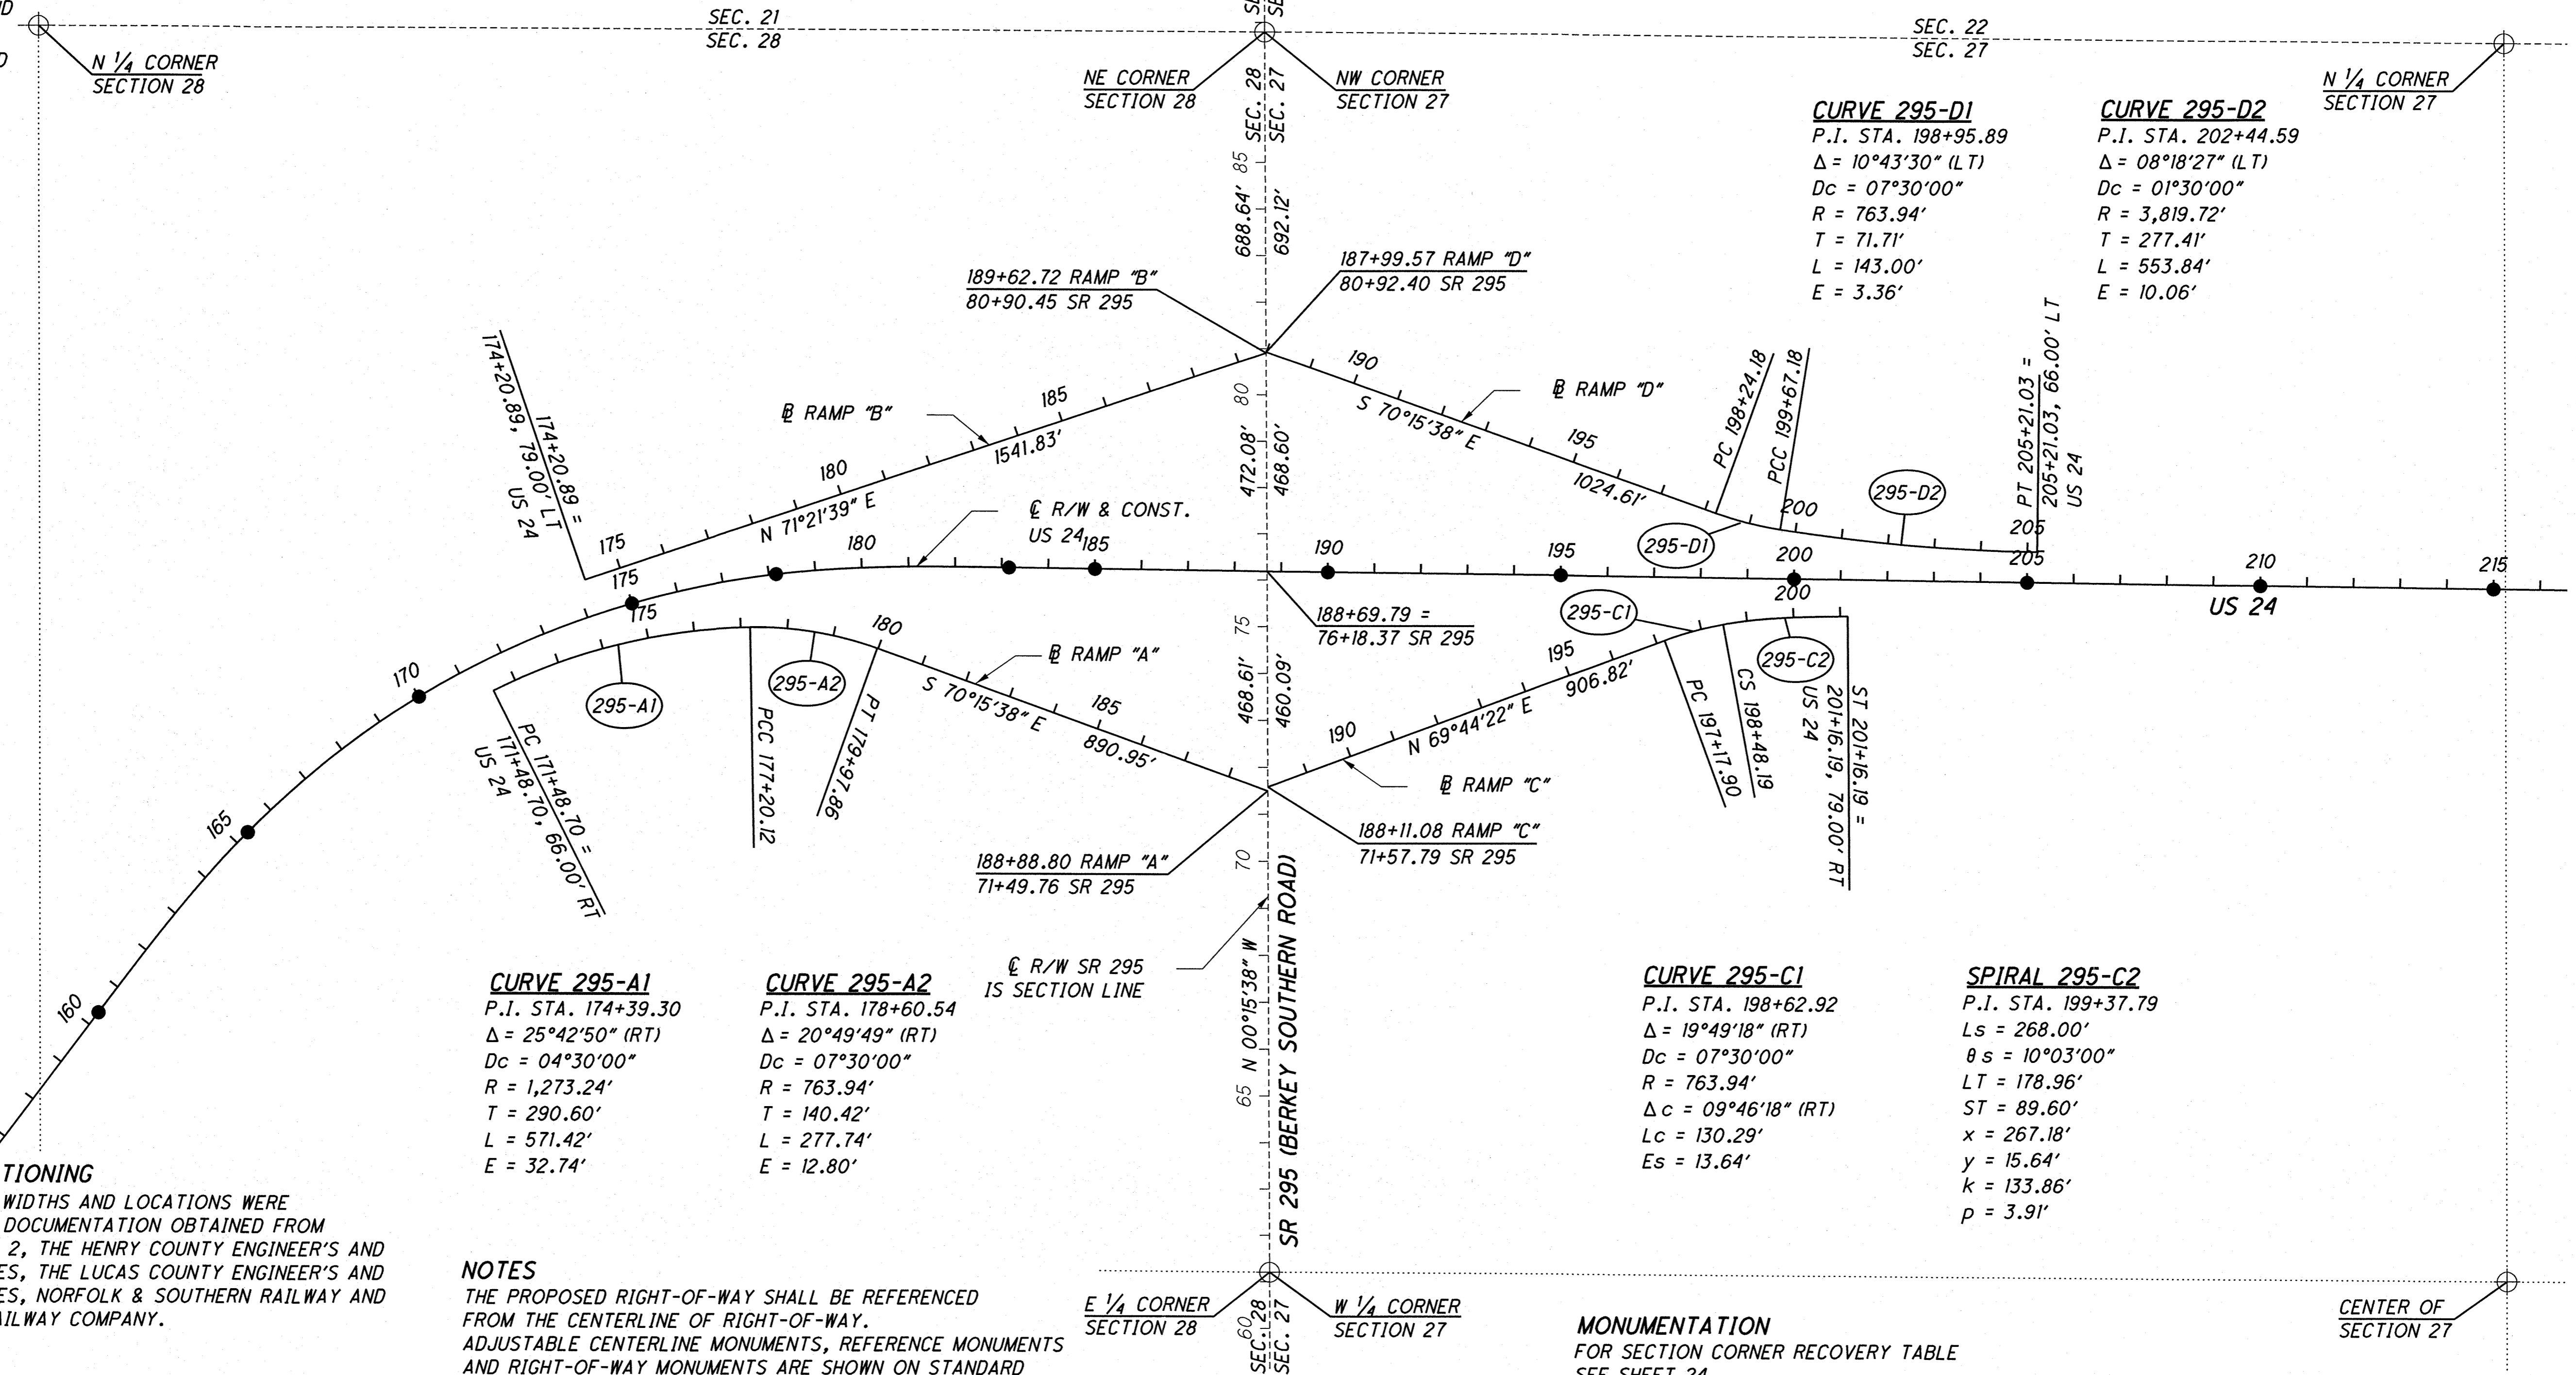 SEC. 21
SEC. 28
SEC. 22
SEC. 27
N 1/4 CORNER
SECTION 28
NE CORNER
SECTION 28
NW CORNER
SECTION 27
N 1/4 CORNER
SECTION 27
SEC. 28
SEC. 27
CURVE 295-D1
P.I. STA. 198+95.89
Δ = 10°43'30" (LT)
Dc = 07°30'00"
R = 763.94'
T = 71.71'
L = 143.00'
E = 3.36'
CURVE 295-D2
P.I. STA. 202+44.59
Δ = 08°18'27" (LT)
Dc = 01°30'00"
R = 3,819.72'
T = 277.41'
L = 553.84'
E = 10.06'
85
688.64'
692.12'
189+62.72 RAMP "B"
80+90.45 SR 295
187+99.57 RAMP "D"
80+92.40 SR 295
174+20.89 =
174+20.89, 79.00' LT
US 24
175
180
185
℄ RAMP "B"
N 71°21'39" E
1541.83'
80
472.08'
468.60'
190
195
℄ RAMP "D"
S 70°15'38" E
1024.61'
PC 198+24.18
PCC 199+67.18
200
295-D1
295-D2
PT 205+21.03 =
205+21.03, 66.00' LT
US 24
205
℄ R/W & CONST.
US 24
160
165
170
175
180
185
190
195
200
205
210
215
US 24
188+69.79 =
76+18.37 SR 295
75
468.61'
460.09'
175
180
185
295-A1
295-A2
PC 171+48.70 =
171+48.70, 66.00' RT
US 24
PCC 177+20.12
PT 179+97.86
℄ RAMP "A"
S 70°15'38" E
890.95'
188+88.80 RAMP "A"
71+49.76 SR 295
190
195
200
℄ RAMP "C"
N 69°44'22" E
906.82'
295-C1
295-C2
PC 197+17.90
CS 198+48.19
ST 201+16.19 =
201+16.19, 79.00' RT
US 24
188+11.08 RAMP "C"
71+57.79 SR 295
70
℄ R/W SR 295
IS SECTION LINE
65
N 00°15'38" W
SR 295 (BERKEY SOUTHERN ROAD)
CURVE 295-A1
P.I. STA. 174+39.30
Δ = 25°42'50" (RT)
Dc = 04°30'00"
R = 1,273.24'
T = 290.60'
L = 571.42'
E = 32.74'
CURVE 295-A2
P.I. STA. 178+60.54
Δ = 20°49'49" (RT)
Dc = 07°30'00"
R = 763.94'
T = 140.42'
L = 277.74'
E = 12.80'
CURVE 295-C1
P.I. STA. 198+62.92
Δ = 19°49'18" (RT)
Dc = 07°30'00"
R = 763.94'
Δc = 09°46'18" (RT)
Lc = 130.29'
Es = 13.64'
SPIRAL 295-C2
P.I. STA. 199+37.79
Ls = 268.00'
θs = 10°03'00"
LT = 178.96'
ST = 89.60'
x = 267.18'
y = 15.64'
k = 133.86'
p = 3.91'
TIONING
WIDTHS AND LOCATIONS WERE
DOCUMENTATION OBTAINED FROM
2, THE HENRY COUNTY ENGINEER'S AND
ES, THE LUCAS COUNTY ENGINEER'S AND
ES, NORFOLK & SOUTHERN RAILWAY AND
AILWAY COMPANY.
NOTES
THE PROPOSED RIGHT-OF-WAY SHALL BE REFERENCED
FROM THE CENTERLINE OF RIGHT-OF-WAY.
ADJUSTABLE CENTERLINE MONUMENTS, REFERENCE MONUMENTS
AND RIGHT-OF-WAY MONUMENTS ARE SHOWN ON STANDARD
E 1/4 CORNER
SECTION 28
W 1/4 CORNER
SECTION 27
60
SEC. 28
SEC. 27
MONUMENTATION
FOR SECTION CORNER RECOVERY TABLE
SEE SHEET 24
CENTER OF
SECTION 27